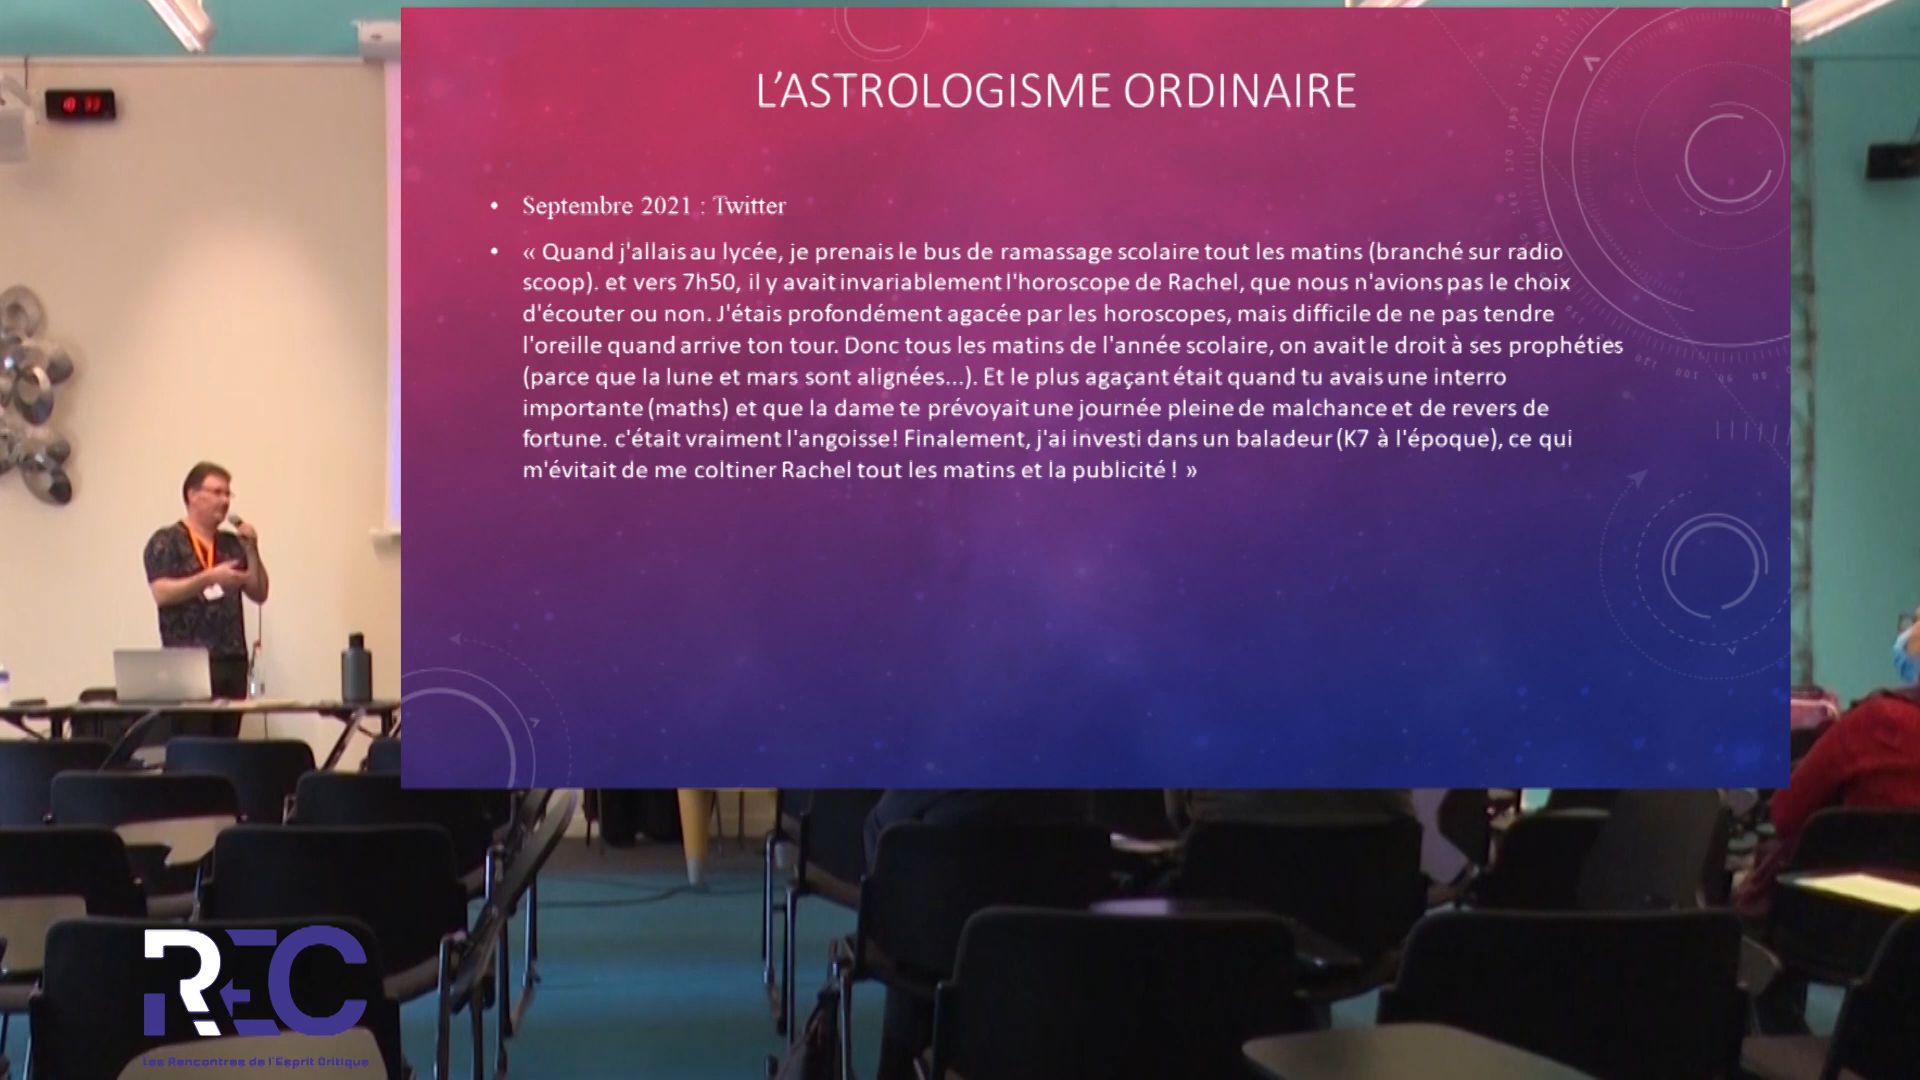 L'ASTROLOGISME ORDINAIRE
• Septembre 2021 : Twitter
• « Quand j'allais au lycée, je prenais le bus de ramassage scolaire tout les matins (branché sur radio
scoop). et vers 7h50, il y avait invariablement l'horoscope de Rachel, que nous n'avions pas le choix
d'écouter ou non. J'étais profondément agacée par les horoscopes, mais difficile de ne pas tendre
l'oreille quand arrive ton tour. Donc tous les matins de l'année scolaire, on avait le droit à ses prophéties
(parce que la lune et mars sont alignées...). Et le plus agaçant était quand tu avais une interro
importante (maths) et que la dame te prévoyait une journée pleine de malchance et de revers de
fortune. c'était vraiment l'angoisse! Finalement, j'ai investi dans un baladeur (K7 à l'époque), ce qui
m'évitait de me coltiner Rachel tout les matins et la publicité ! »
REC
Les Rencontres de l'Esprit Critique